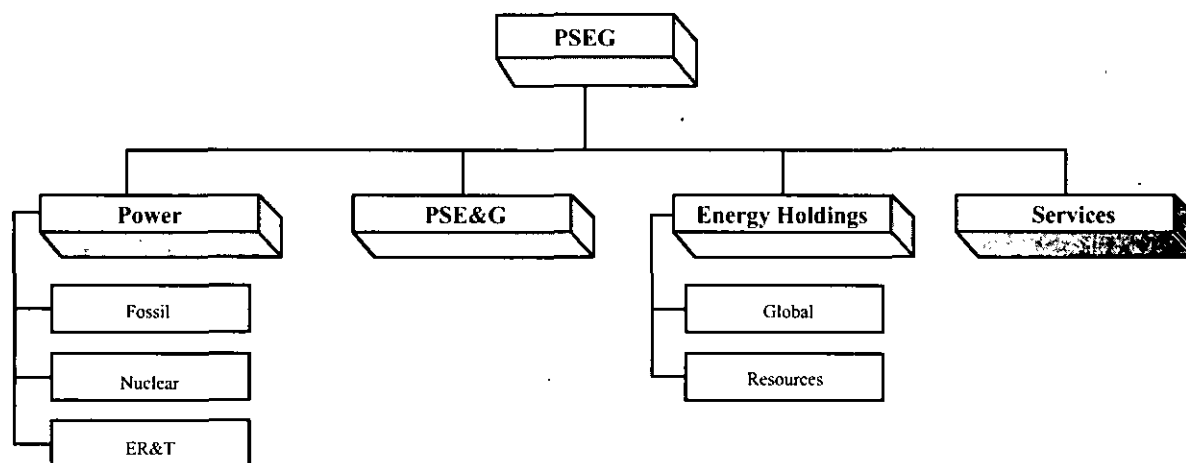 PSEG
Power
PSE&G
Energy Holdings
Services
Fossil
Global
Nuclear
Resources
ER&T